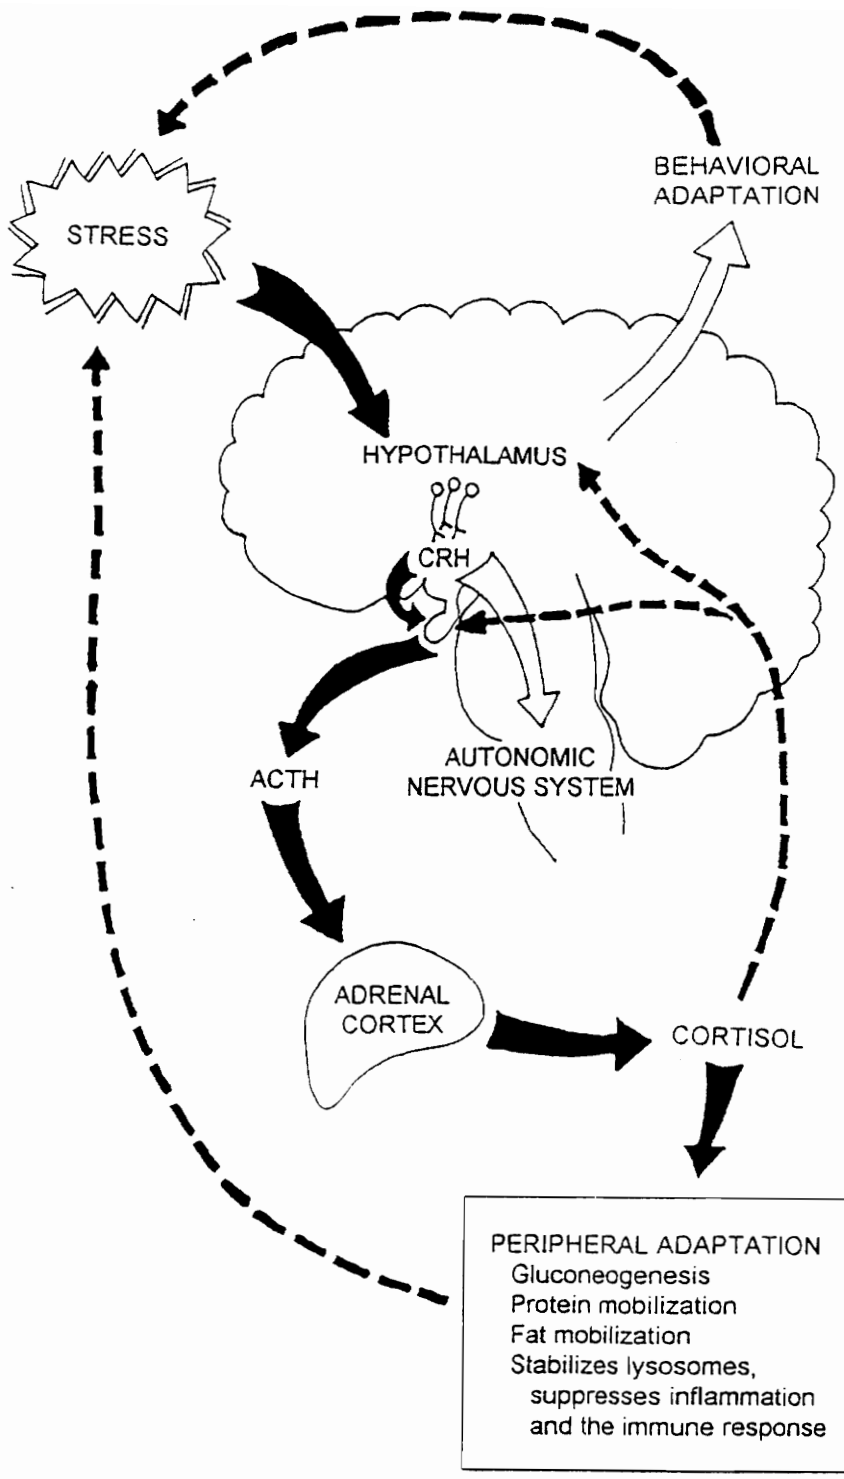 BEHAVIORAL
ADAPTATION
STRESS
HYPOTHALAMUS
CRH
AUTONOMIC
NERVOUS SYSTEM
ACTH
ADRENAL
CORTEX
CORTISOL
PERIPHERAL ADAPTATION
Gluconeogenesis
Protein mobilization
Fat mobilization
Stabilizes lysosomes,
suppresses inflammation
and the immune response